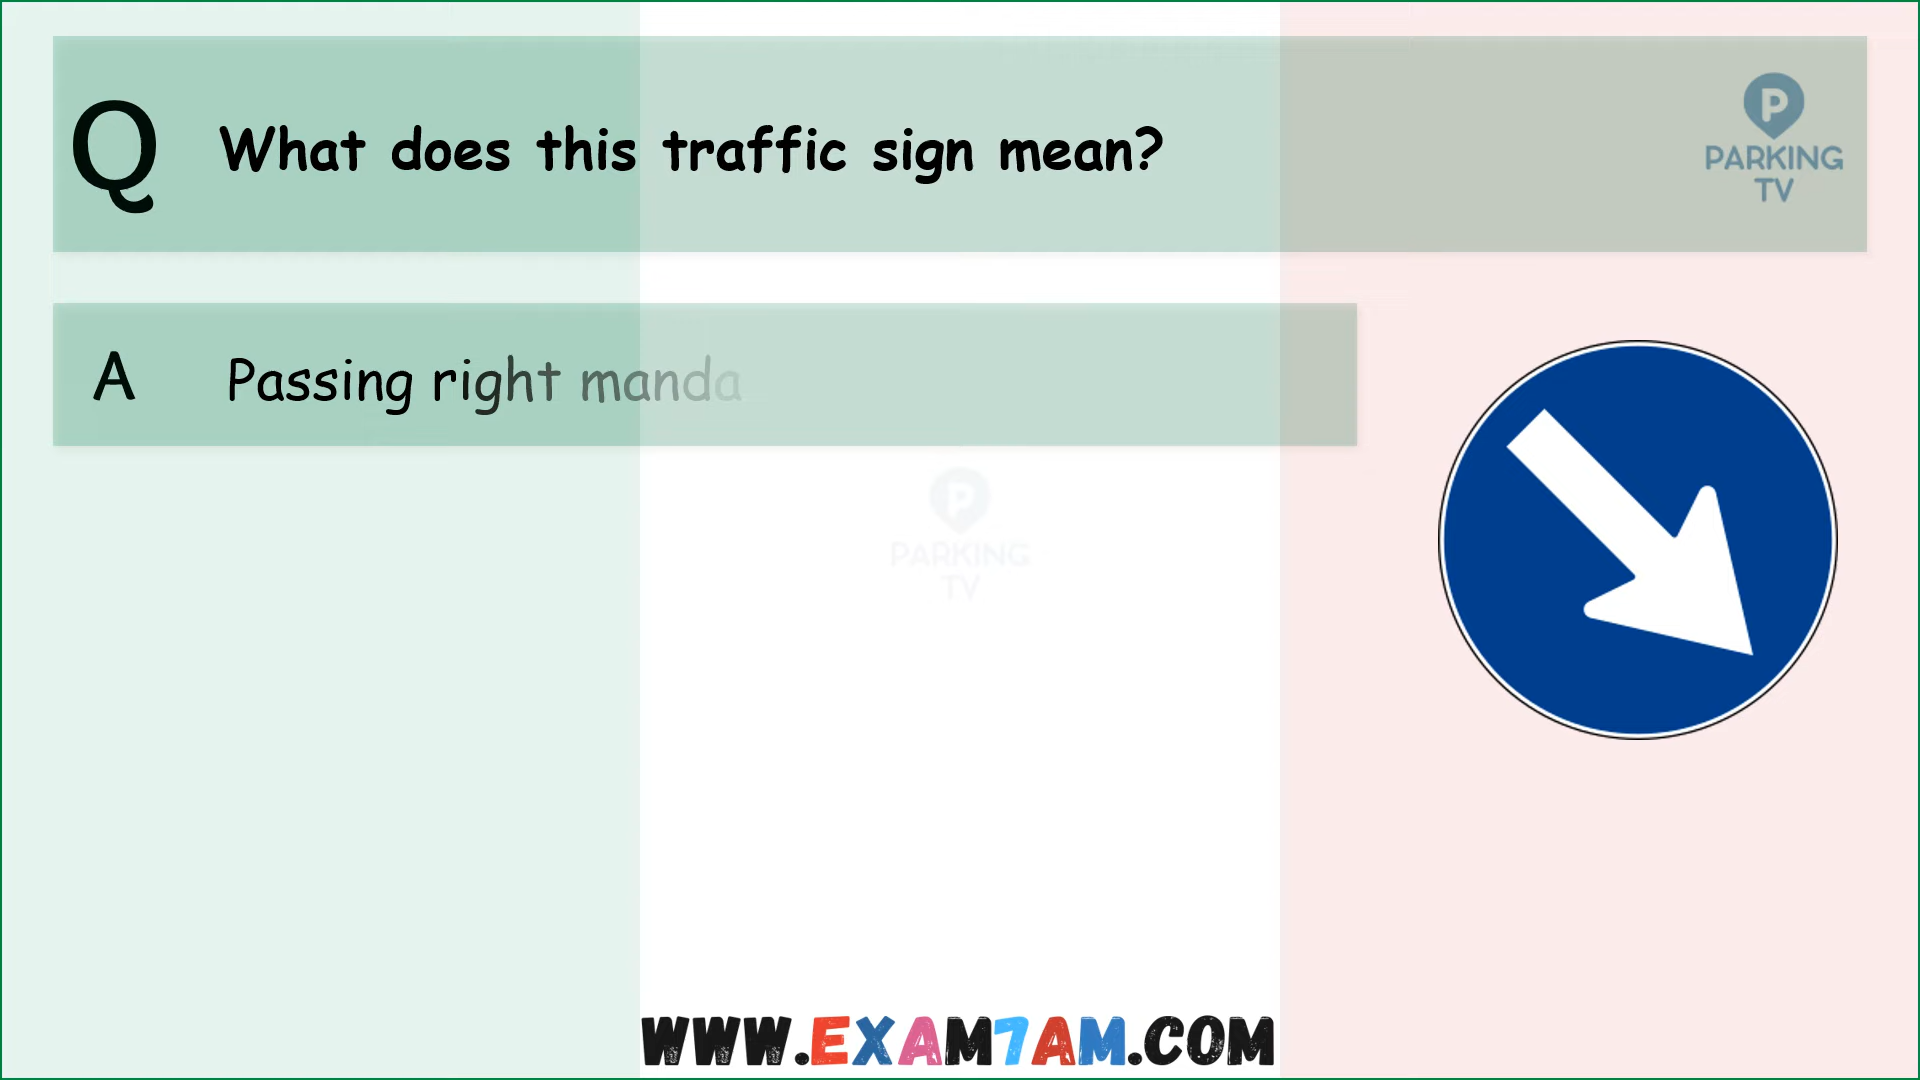 Q What does this traffic sign mean?
P
PARKING
TV
A Passing right manda
P
PARKING
TV
WWW.EXAM7AM.COM